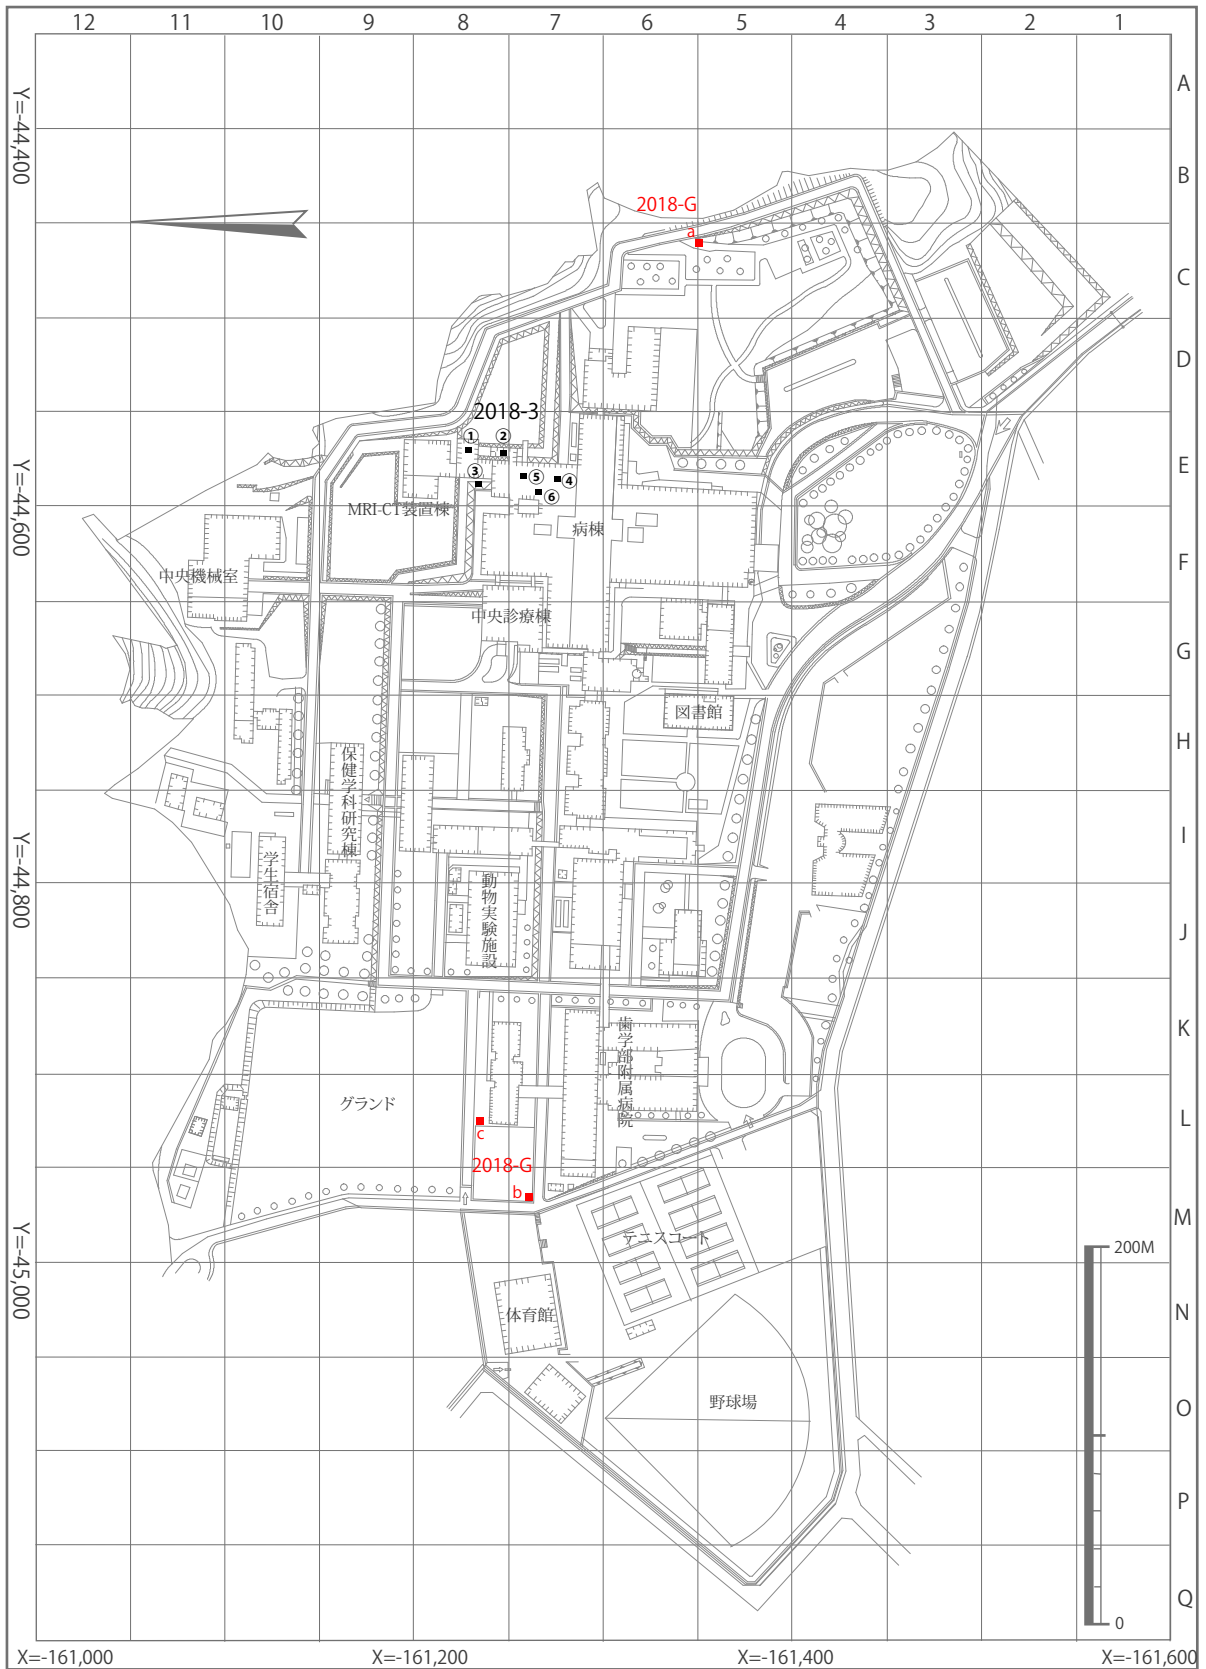 12 11 10 9 8 7 6 5 4 3 2 1
A
B
C
D
E
F
G
H
I
J
K
L
M
N
O
P
Q
Y=-44,400
Y=-44,600
Y=-44,800
Y=-45,000
2018-G
a
2018-3
① ②
③
⑤ ④
⑥
MRI-CT装置棟
病棟
中央機械室
中央診療棟
図書館
保健学科研究棟
学生宿舎
動物実験施設
歯学部附属病院
グランド
c
2018-G
b
テニスコート
200M
体育館
野球場
0
X=-161,000 X=-161,200 X=-161,400 X=-161,600